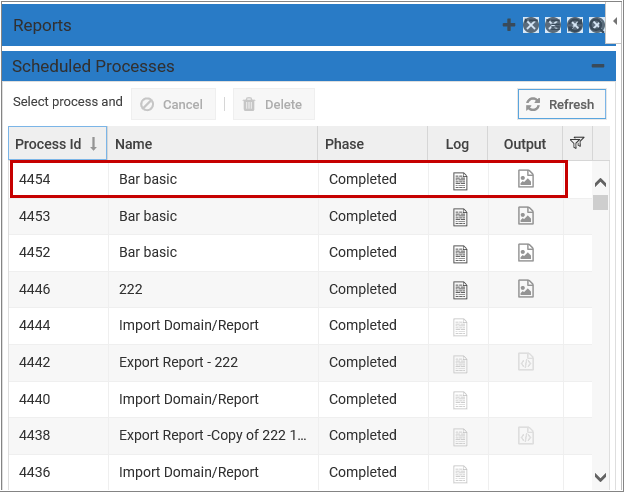 Reports
Scheduled Processes
Select process and Cancel Delete Refresh
Process Id Name Phase Log Output
4454 Bar basic Completed
4453 Bar basic Completed
4452 Bar basic Completed
4446 222 Completed
4444 Import Domain/Report Completed
4442 Export Report - 222 Completed
4440 Import Domain/Report Completed
4438 Export Report -Copy of 222 1... Completed
4436 Import Domain/Report Completed